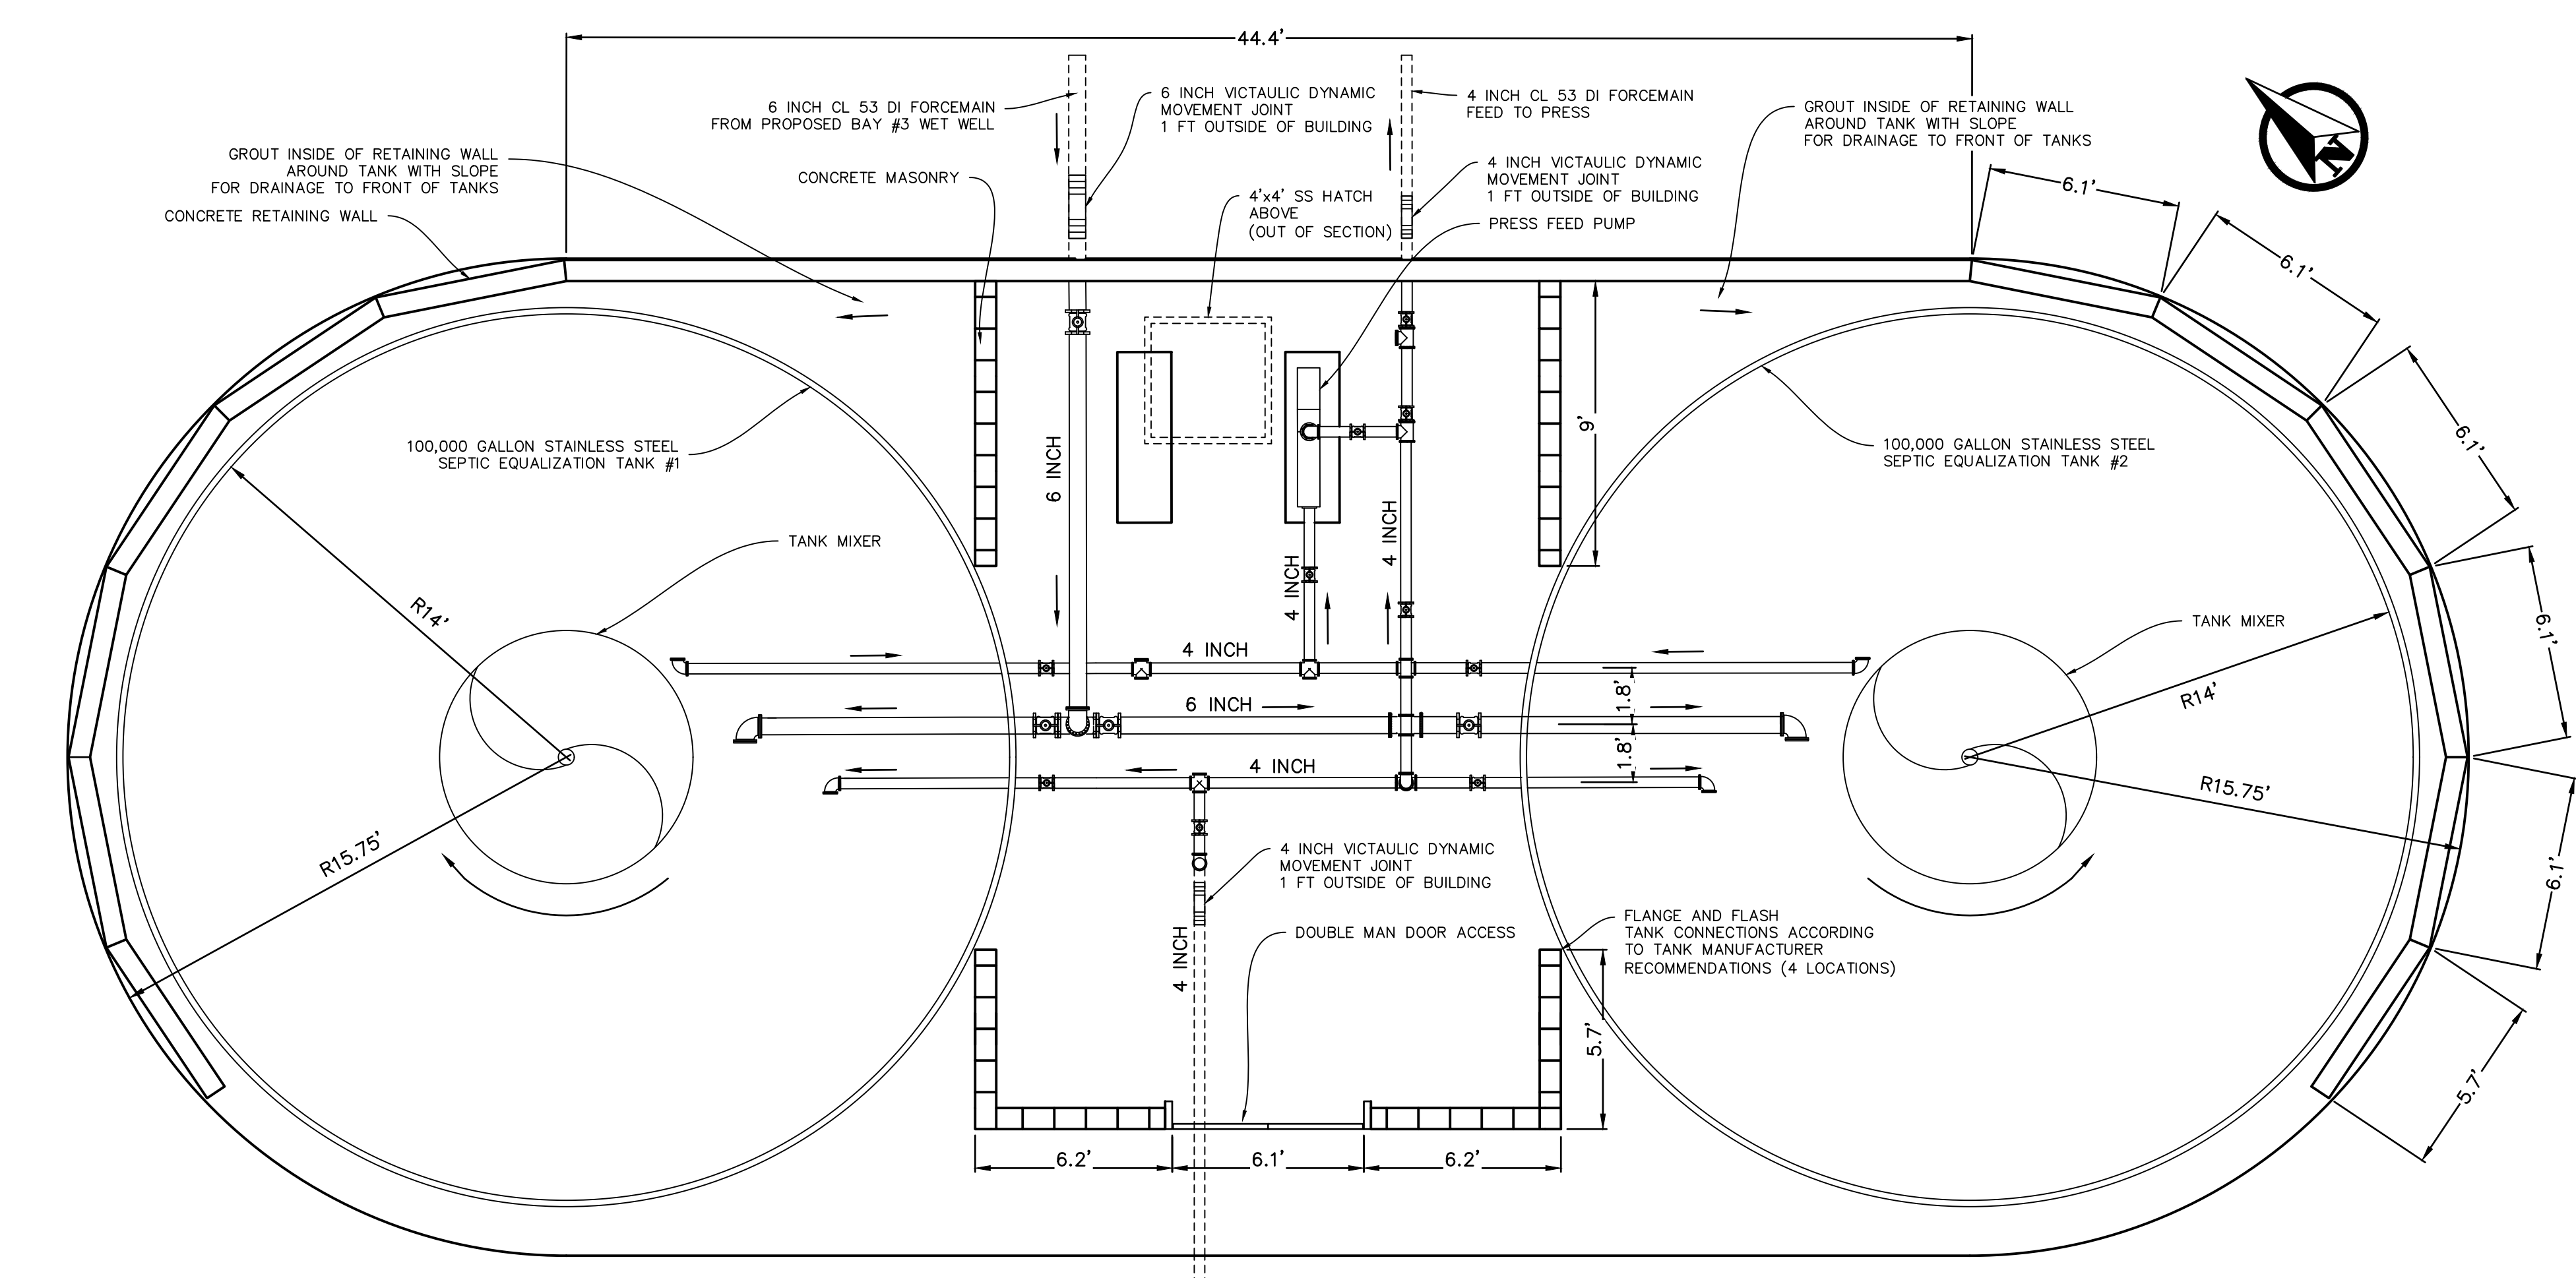 44.4'
6 INCH CL 53 DI FORCEMAIN
FROM PROPOSED BAY #3 WET WELL
6 INCH VICTAULIC DYNAMIC
MOVEMENT JOINT
1 FT OUTSIDE OF BUILDING
4 INCH CL 53 DI FORCEMAIN
FEED TO PRESS
GROUT INSIDE OF RETAINING WALL
AROUND TANK WITH SLOPE
FOR DRAINAGE TO FRONT OF TANKS
N
GROUT INSIDE OF RETAINING WALL
AROUND TANK WITH SLOPE
FOR DRAINAGE TO FRONT OF TANKS
CONCRETE RETAINING WALL
CONCRETE MASONRY
4'x4' SS HATCH
ABOVE
(OUT OF SECTION)
4 INCH VICTAULIC DYNAMIC
MOVEMENT JOINT
1 FT OUTSIDE OF BUILDING
PRESS FEED PUMP
6.1'
6.1'
6.1'
6.1'
6.1'
5.7'
100,000 GALLON STAINLESS STEEL
SEPTIC EQUALIZATION TANK #1
6 INCH
9'
100,000 GALLON STAINLESS STEEL
SEPTIC EQUALIZATION TANK #2
TANK MIXER
4 INCH
4 INCH
TANK MIXER
R14'
R14'
4 INCH
1.8'
6 INCH
1.8'
4 INCH
R15.75'
R15.75'
4 INCH VICTAULIC DYNAMIC
MOVEMENT JOINT
1 FT OUTSIDE OF BUILDING
4 INCH
DOUBLE MAN DOOR ACCESS
FLANGE AND FLASH
TANK CONNECTIONS ACCORDING
TO TANK MANUFACTURER
RECOMMENDATIONS (4 LOCATIONS)
5.7'
6.2'
6.1'
6.2'